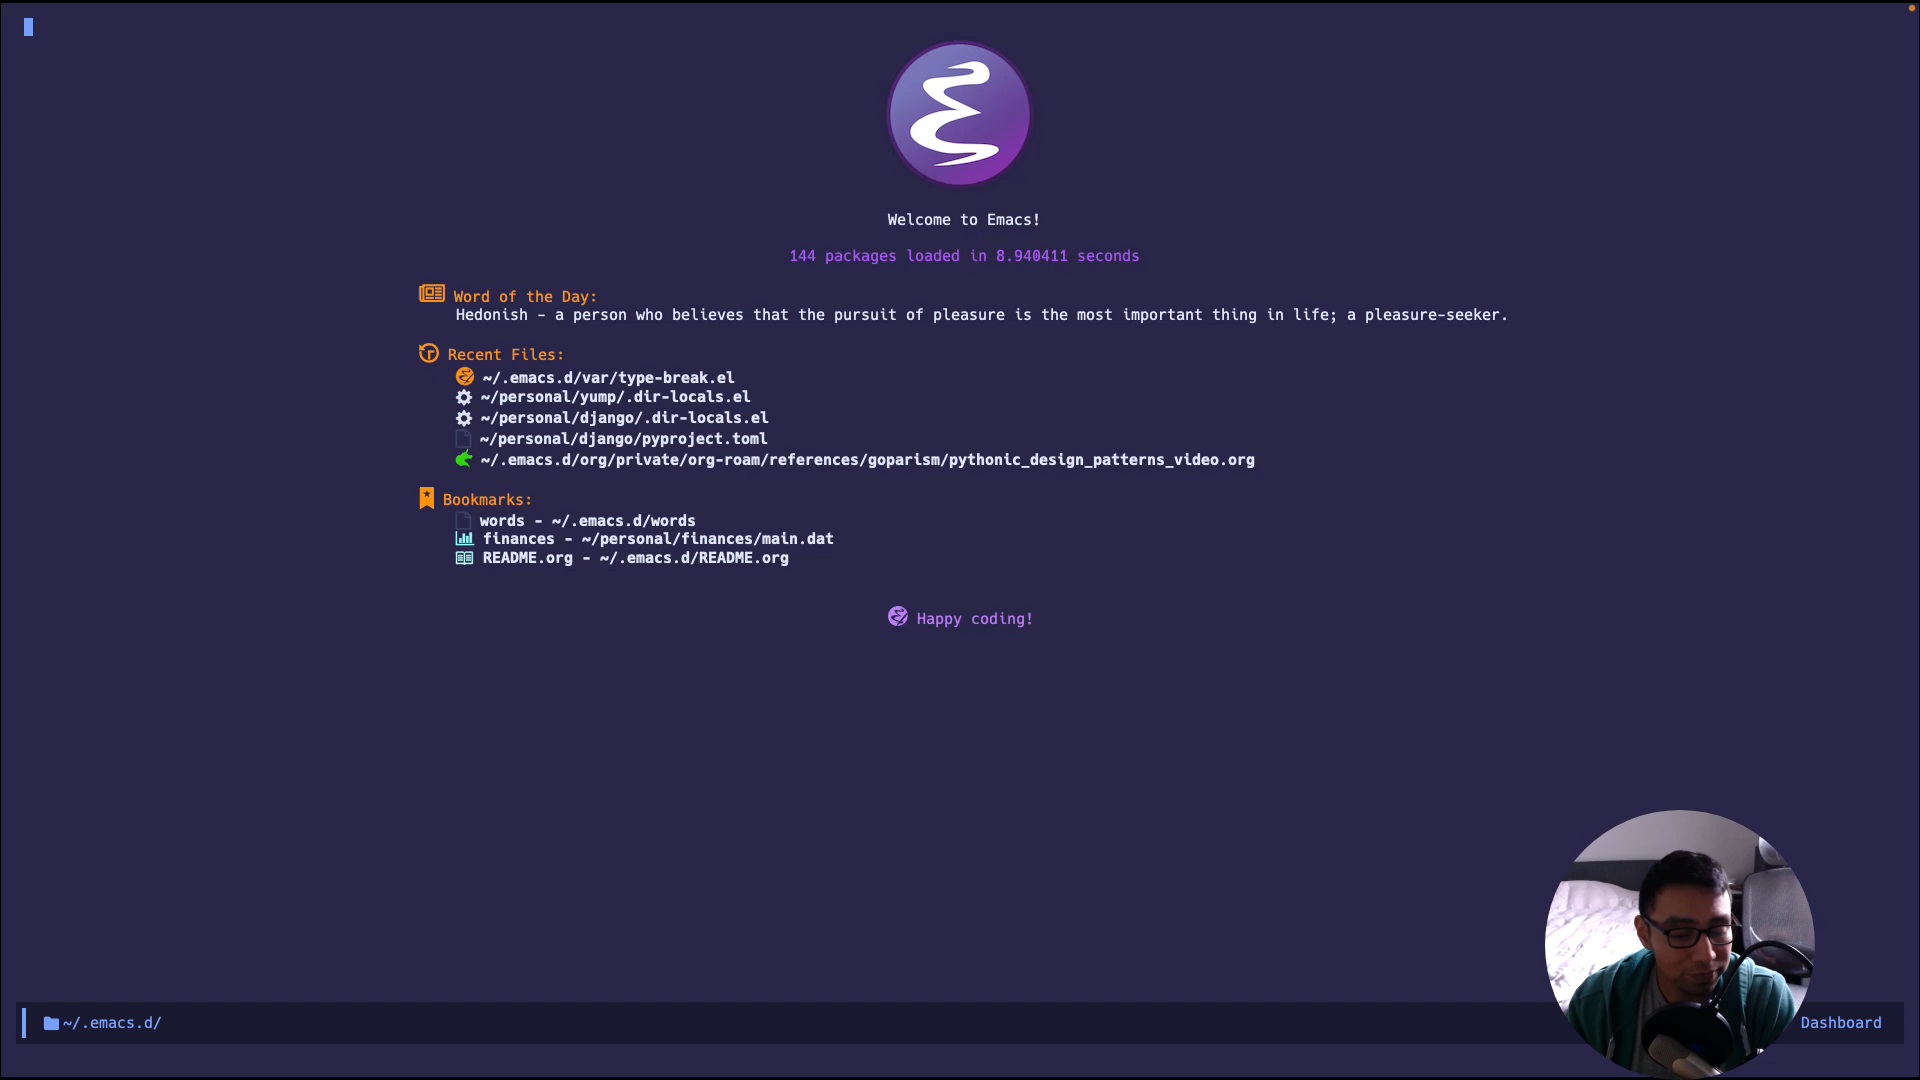 Welcome to Emacs!
144 packages loaded in 8.940411 seconds
Word of the Day:
Hedonish - a person who believes that the pursuit of pleasure is the most important thing in life; a pleasure-seeker.
Recent Files:
~/.emacs.d/var/type-break.el
~/personal/yump/.dir-locals.el
~/personal/django/.dir-locals.el
~/personal/django/pyproject.toml
~/.emacs.d/org/private/org-roam/references/goparism/pythonic_design_patterns_video.org
Bookmarks:
words - ~/.emacs.d/words
finances - ~/personal/finances/main.dat
README.org - ~/.emacs.d/README.org
Happy coding!
~/.emacs.d/
Dashboard